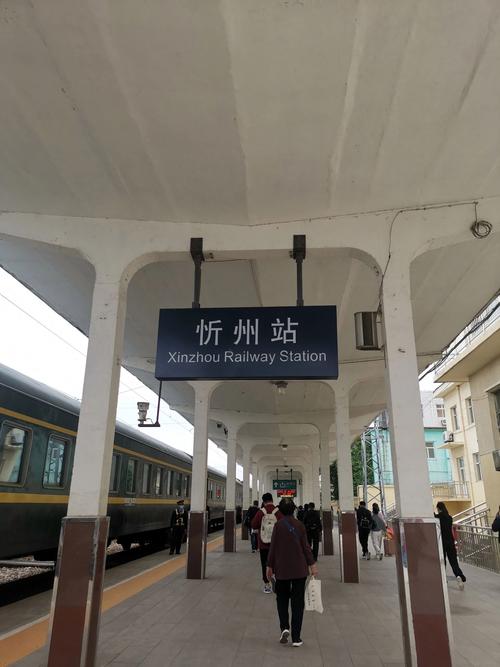 忻州站
Xinzhou Railway Station